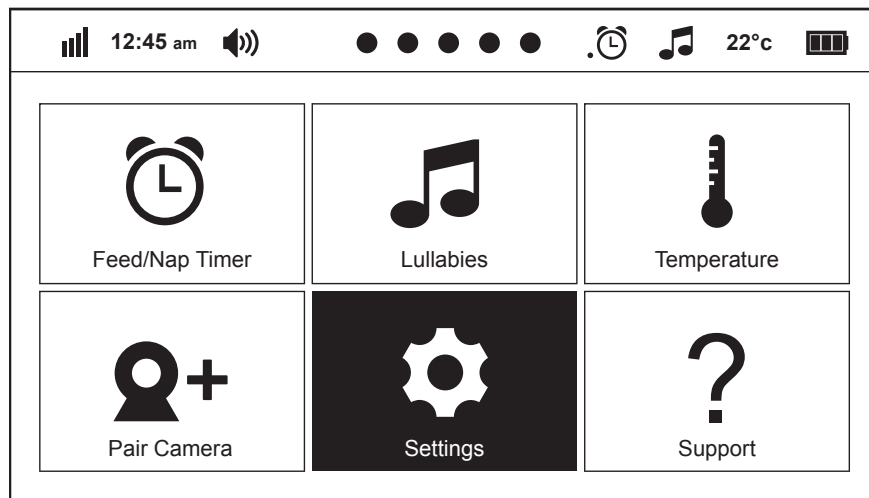 12:45 am 22°c
Feed/Nap Timer Lullabies Temperature
Pair Camera Settings Support